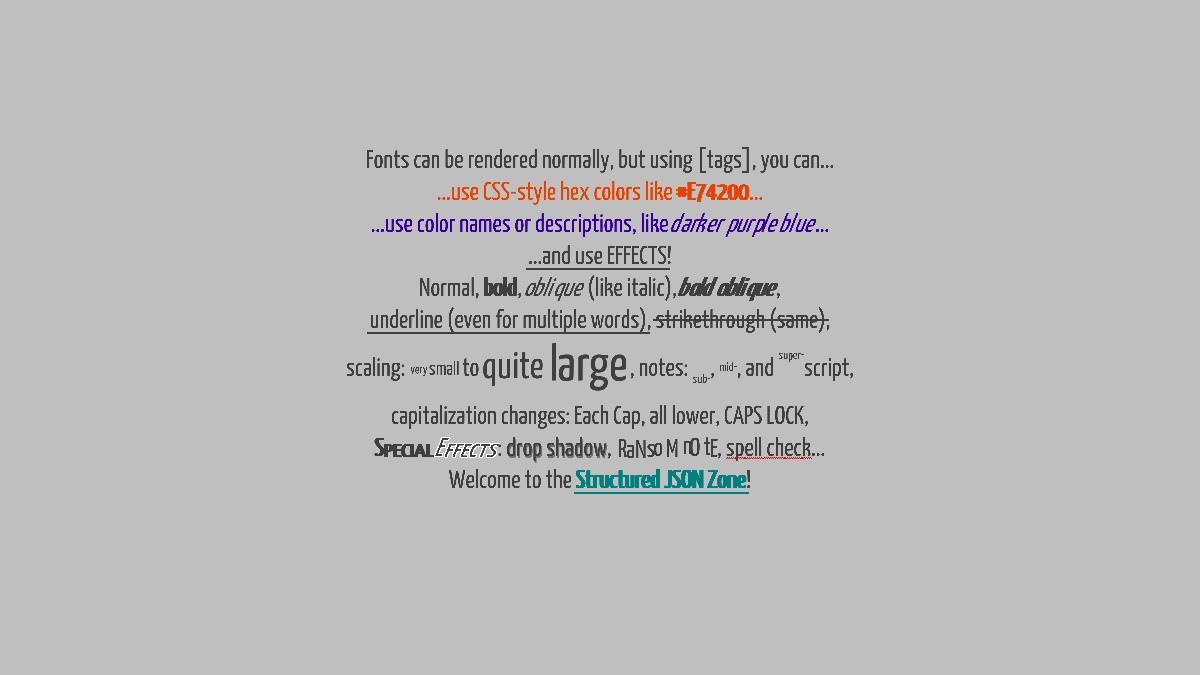 Fonts can be rendered normally, but using [tags], you can...
...use CSS-style hex colors like #E74200...
...use color names or descriptions, like darker purple blue...
...and use EFFECTS!
Normal, bold, oblique (like italic), bold oblique,
underline (even for multiple words), strikethrough (same),
scaling: very small to quite large, notes: sub-, mid-, and super-script,
capitalization changes: Each Cap, all lower, CAPS LOCK,
Special Effects: drop shadow, RaNsoM nOtE, spell check...
Welcome to the Structured JSON Zone!